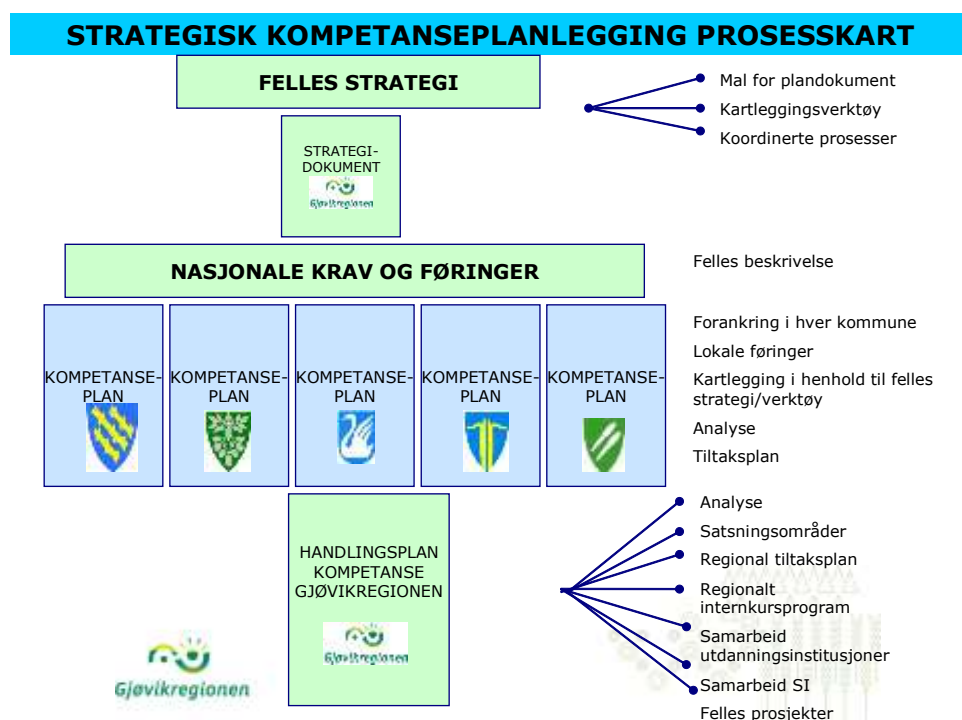 STRATEGISK KOMPETANSEPLANLEGGING PROSESSKART
FELLES STRATEGI
Mal for plandokument
Kartleggingsverktøy
Koordinerte prosesser
STRATEGI-
DOKUMENT
Gjøvikregionen
NASJONALE KRAV OG FØRINGER
Felles beskrivelse
KOMPETANSE-
PLAN
KOMPETANSE-
PLAN
KOMPETANSE-
PLAN
KOMPETANSE-
PLAN
KOMPETANSE-
PLAN
Forankring i hver kommune
Lokale føringer
Kartlegging i henhold til felles
strategi/verktøy
Analyse
Tiltaksplan
HANDLINGSPLAN
KOMPETANSE
GJØVIKREGIONEN
Gjøvikregionen
Analyse
Satsningsområder
Regional tiltaksplan
Regionalt
internkursprogram
Samarbeid
utdanningsinstitusjoner
Samarbeid SI
Felles prosjekter
Gjøvikregionen